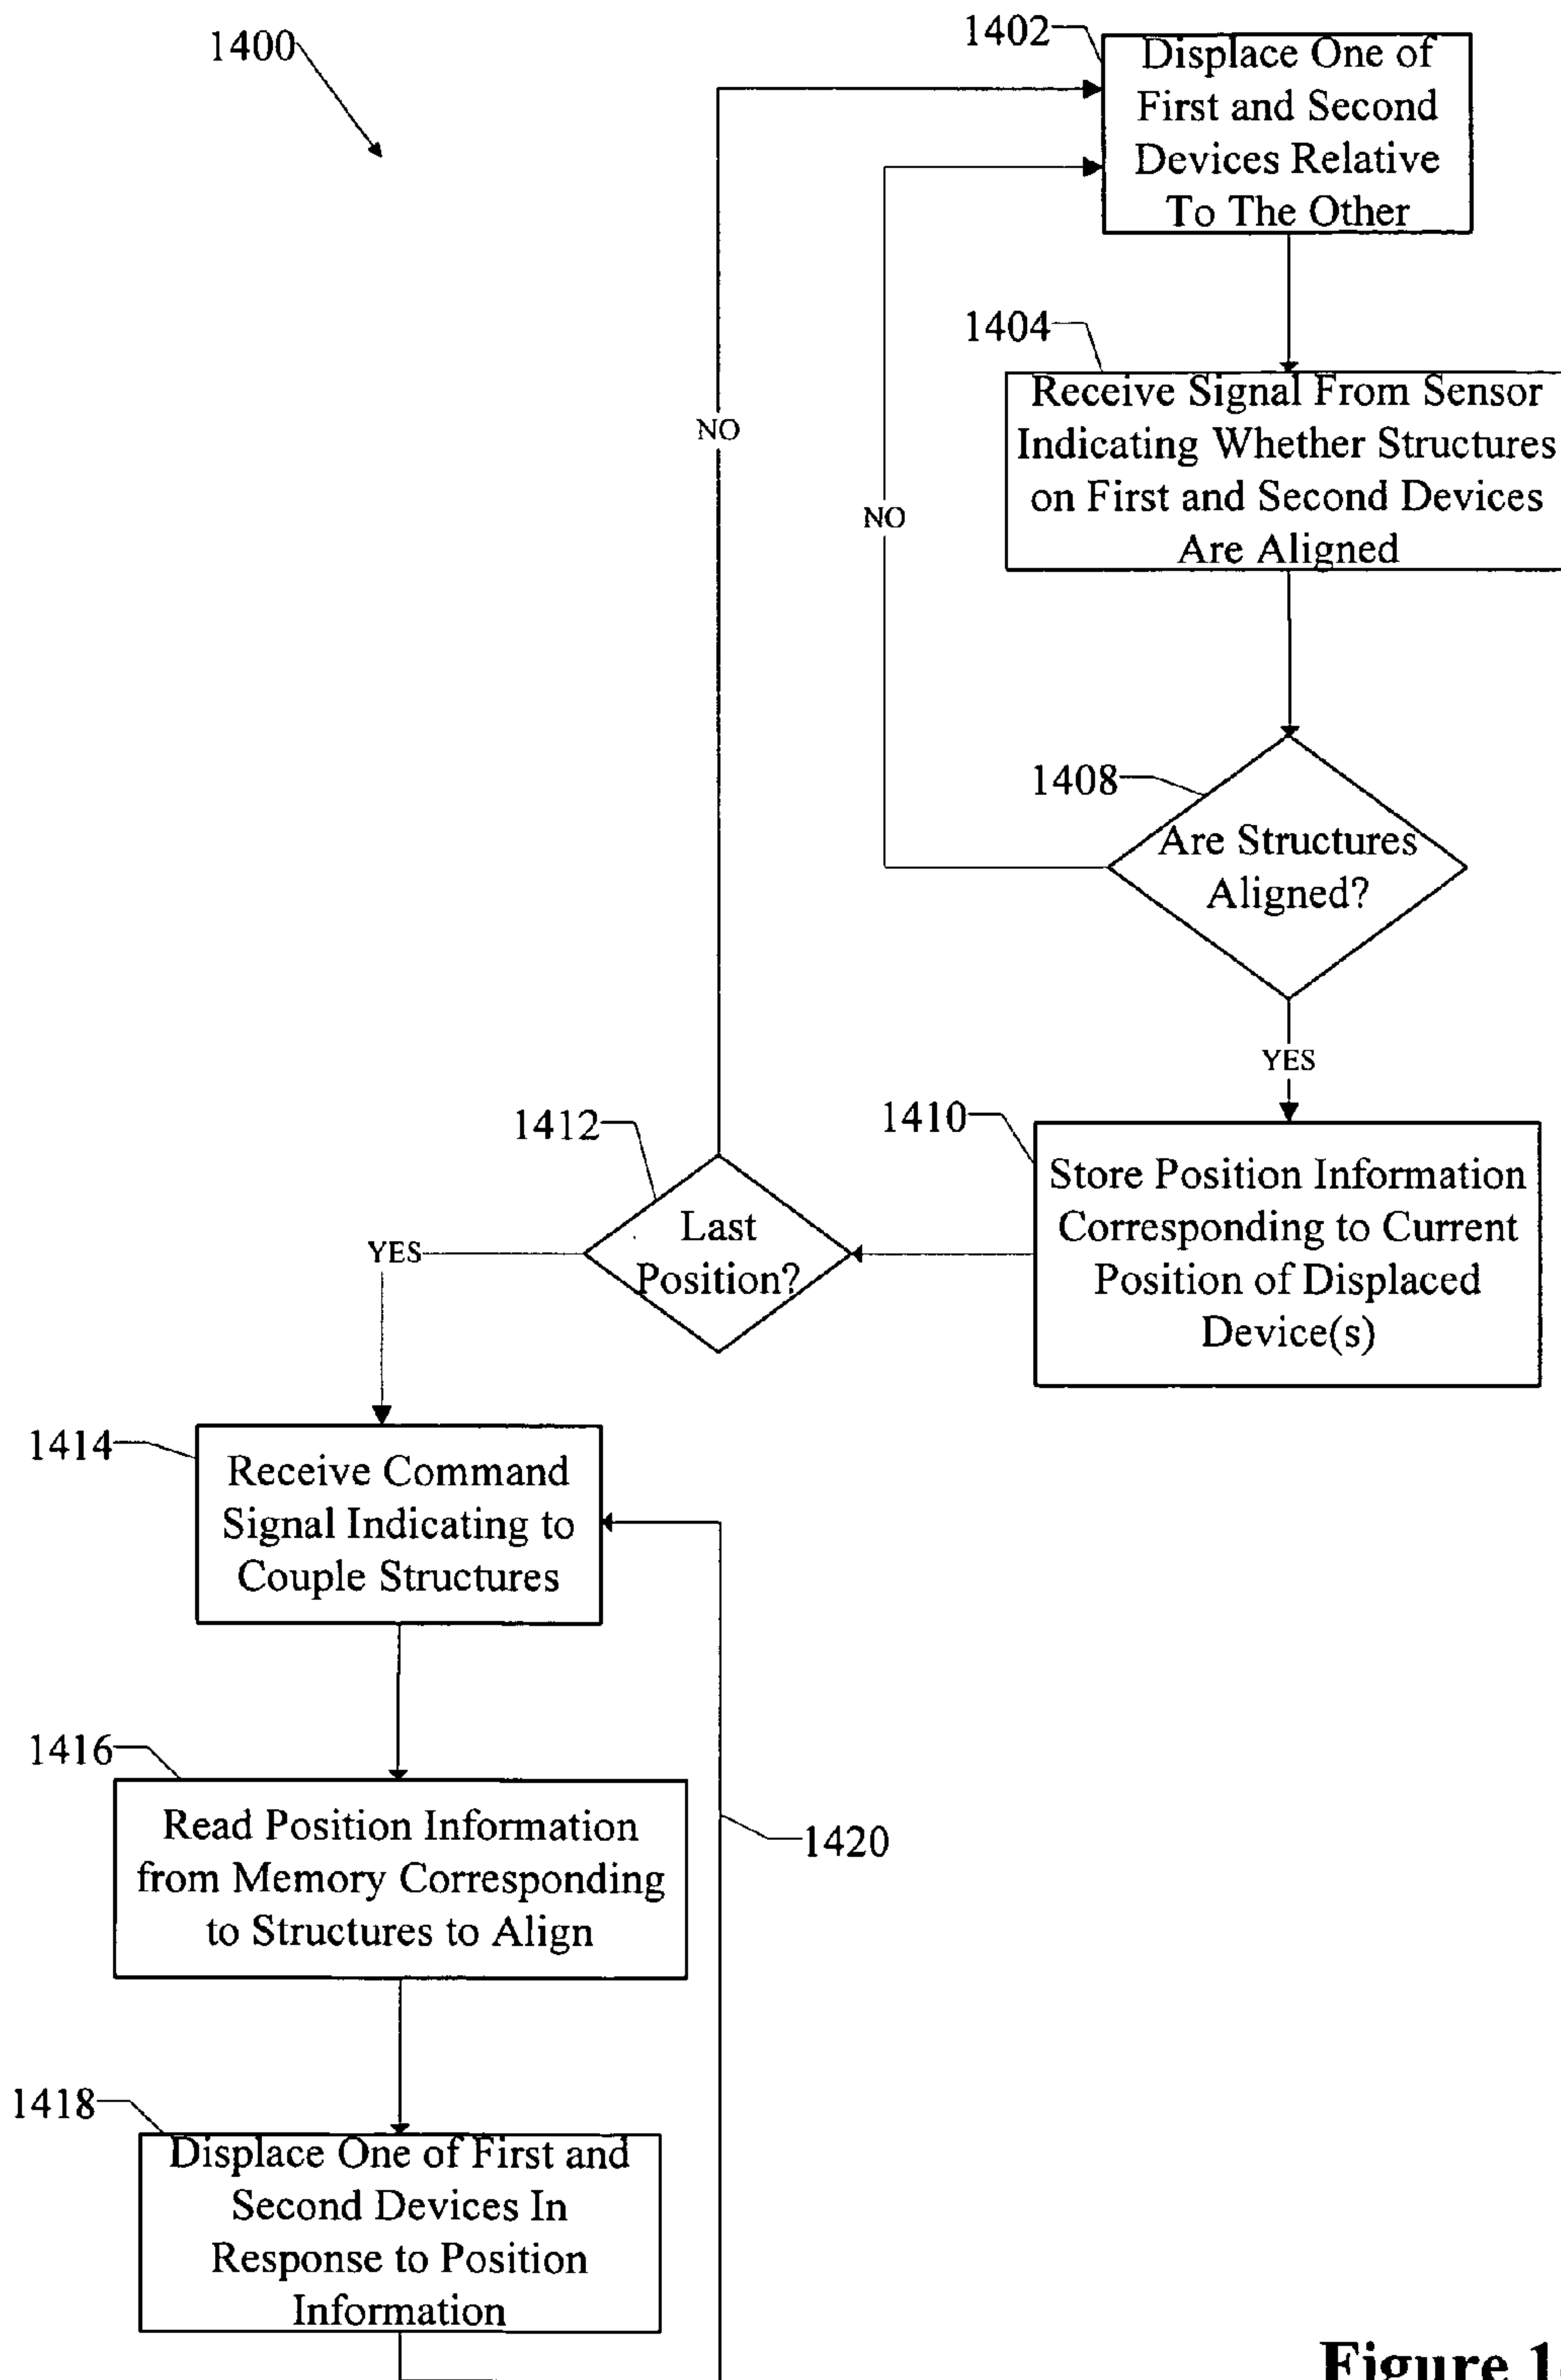 1400
1402
Displace One of
First and Second
Devices Relative
To The Other
1404
Receive Signal From Sensor
Indicating Whether Structures
on First and Second Devices
Are Aligned
NO
NO
1408
Are Structures
Aligned?
YES
1410
Store Position Information
Corresponding to Current
Position of Displaced
Device(s)
1412
Last
Position?
YES
1414
Receive Command
Signal Indicating to
Couple Structures
1416
Read Position Information
from Memory Corresponding
to Structures to Align
1420
1418
Displace One of First and
Second Devices In
Response to Position
Information
Figure 1